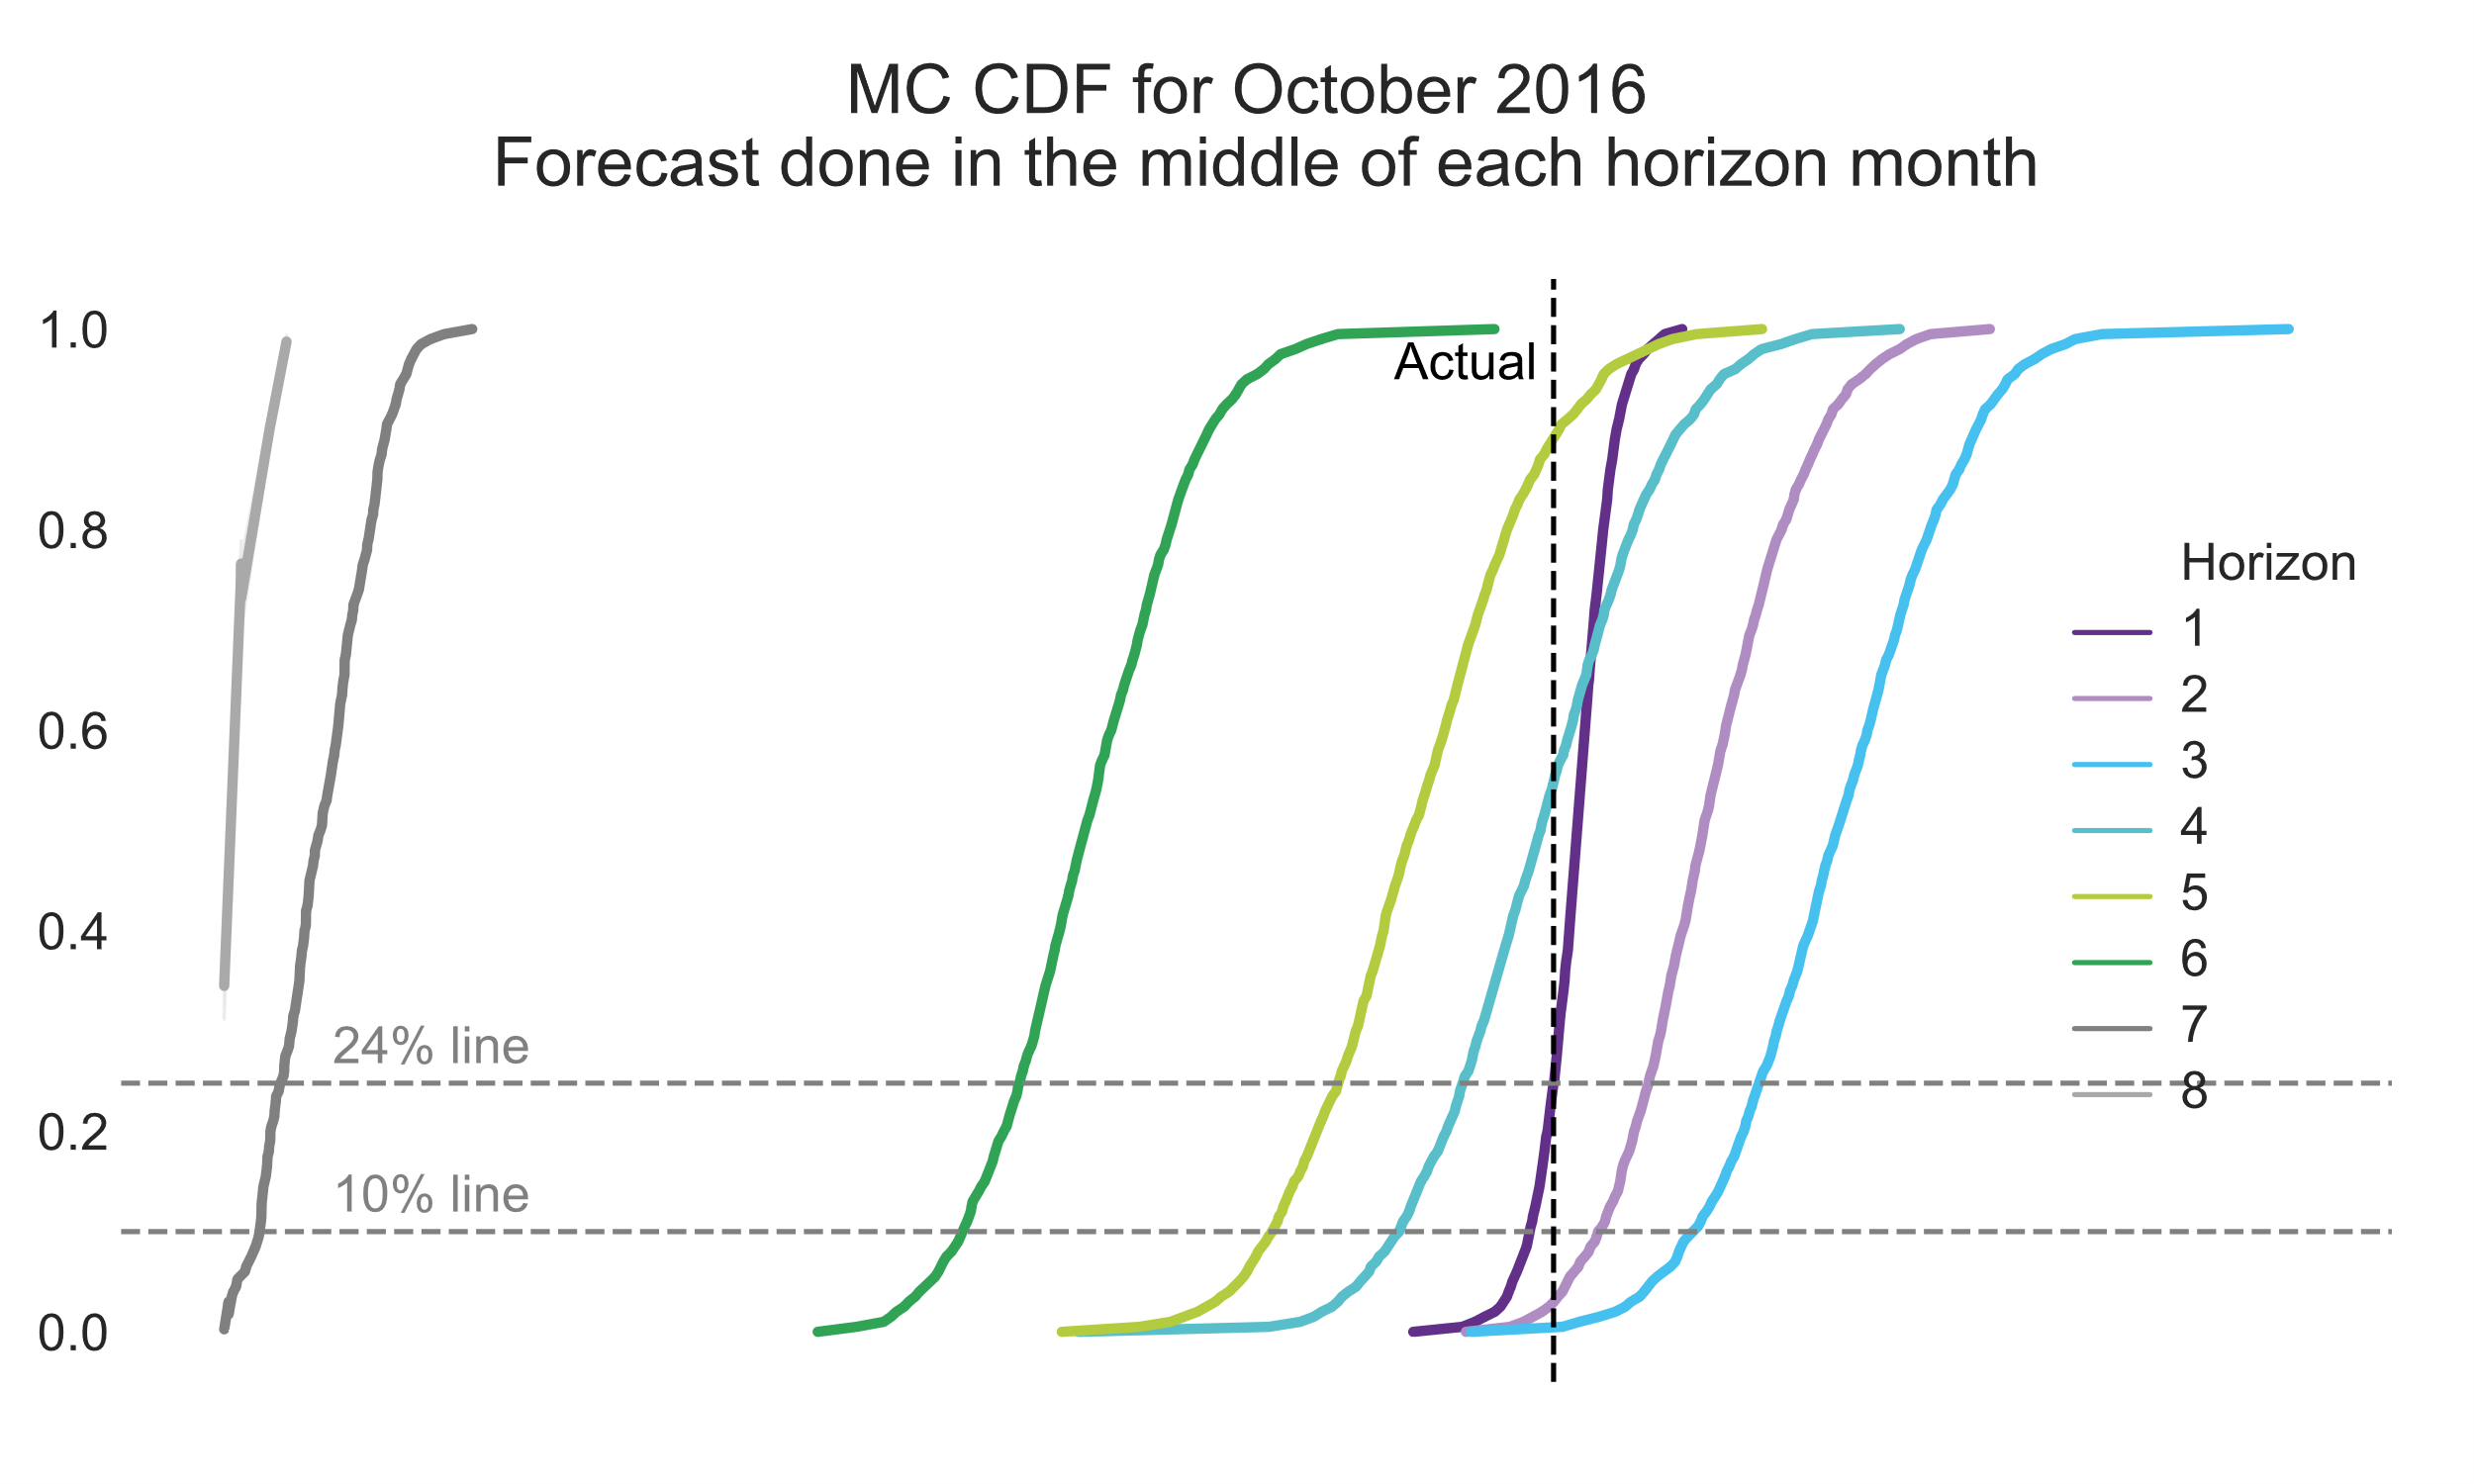 MC CDF for October 2016
Forecast done in the middle of each horizon month
1.0
Actual
0.8
Horizon
1
2
0.6
3
4
5
0.4
6
7
24% line
8
0.2
10% line
0.0